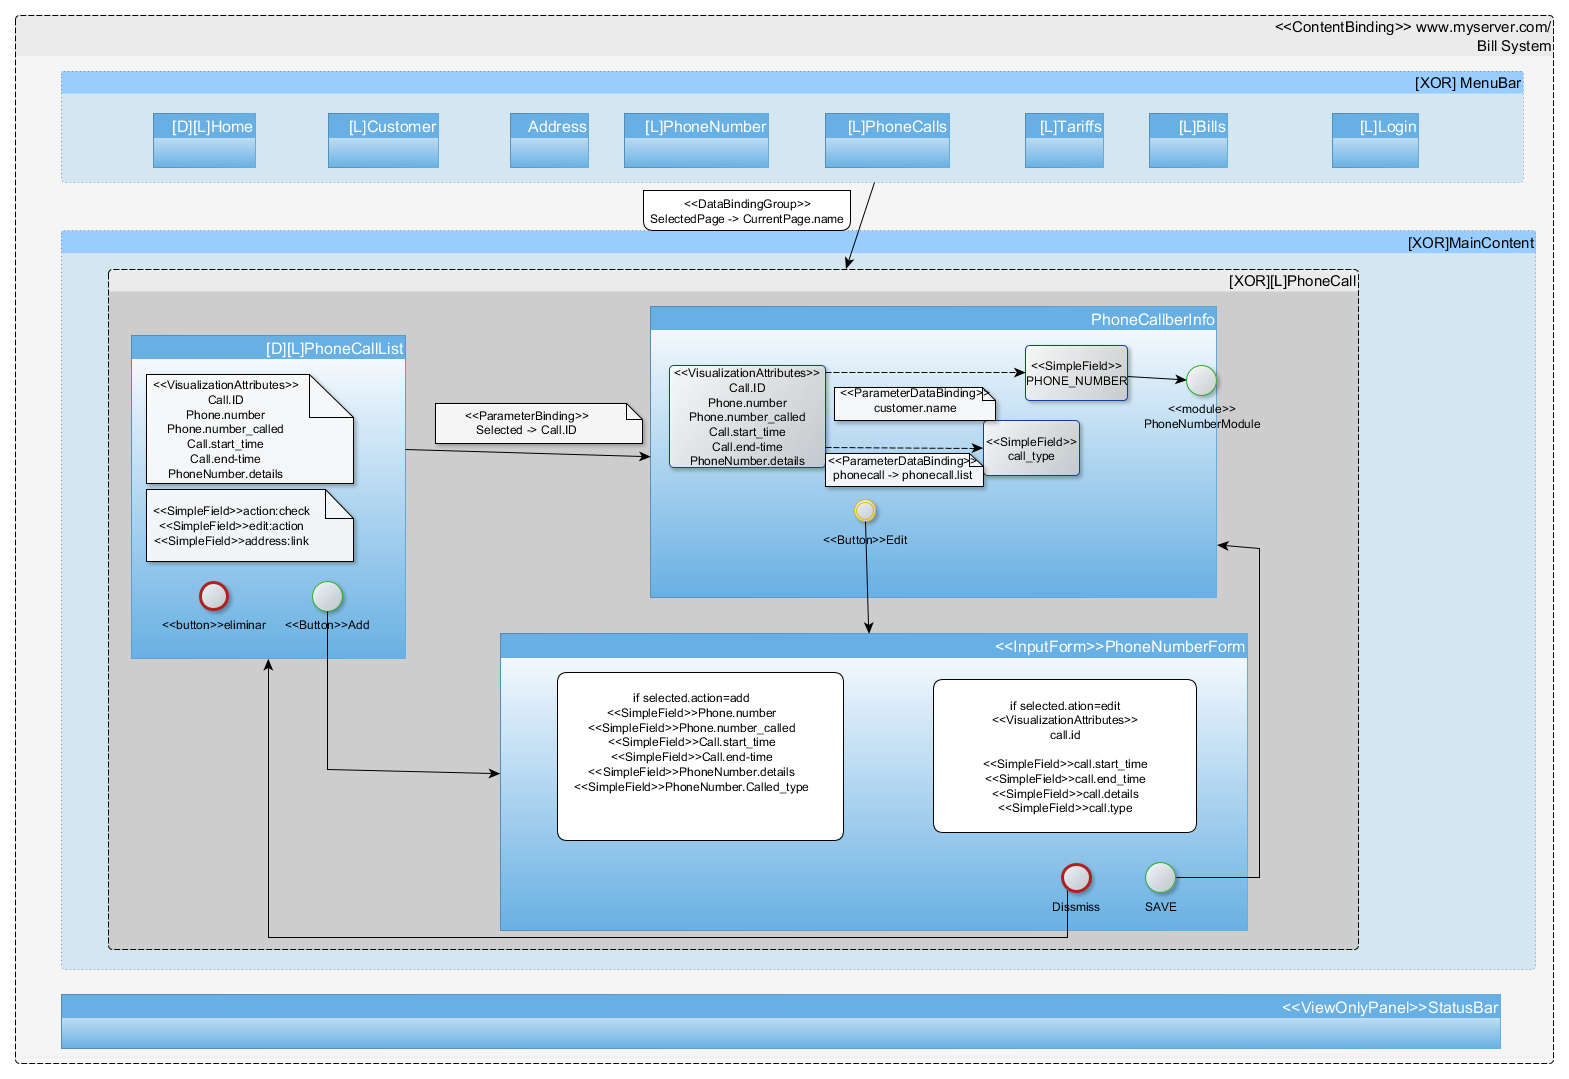 <<ContentBinding>> www.myserver.com/
Bill System
[XOR] MenuBar
[D][L]Home
[L]Customer
Address
[L]PhoneNumber
[L]PhoneCalls
[L]Tariffs
[L]Bills
[L]Login
<<DataBindingGroup>>
SelectedPage -> CurrentPage.name
[XOR]MainContent
[XOR][L]PhoneCall
[D][L]PhoneCallList
<<VisualizationAttributes>>
Call.ID
Phone.number
Phone.number_called
Call.start_time
Call.end-time
PhoneNumber.details
<<SimpleField>>action:check
<<SimpleField>>edit:action
<<SimpleField>>address:link
<<button>>eliminar
<<Button>>Add
<<ParameterBinding>>
Selected -> Call.ID
PhoneCallberInfo
<<VisualizationAttributes>>
Call.ID
Phone.number
Phone.number_called
Call.start_time
Call.end-time
PhoneNumber.details
<<SimpleField>>
PHONE_NUMBER
<<ParameterDataBinding>>
customer.name
<<module>>
PhoneNumberModule
<<SimpleField>>
call_type
<<ParameterDataBinding>>
phonecall -> phonecall.list
<<Button>>Edit
<<InputForm>>PhoneNumberForm
if selected.action=add
<<SimpleField>>Phone.number
<<SimpleField>>Phone.number_called
<<SimpleField>>Call.start_time
<<SimpleField>>Call.end-time
<<SimpleField>>PhoneNumber.details
<<SimpleField>>PhoneNumber.Called_type
if selected.ation=edit
<<VisualizationAttributes>>
call.id
<<SimpleField>>call.start_time
<<SimpleField>>call.end_time
<<SimpleField>>call.details
<<SimpleField>>call.type
Dissmiss
SAVE
<<ViewOnlyPanel>>StatusBar